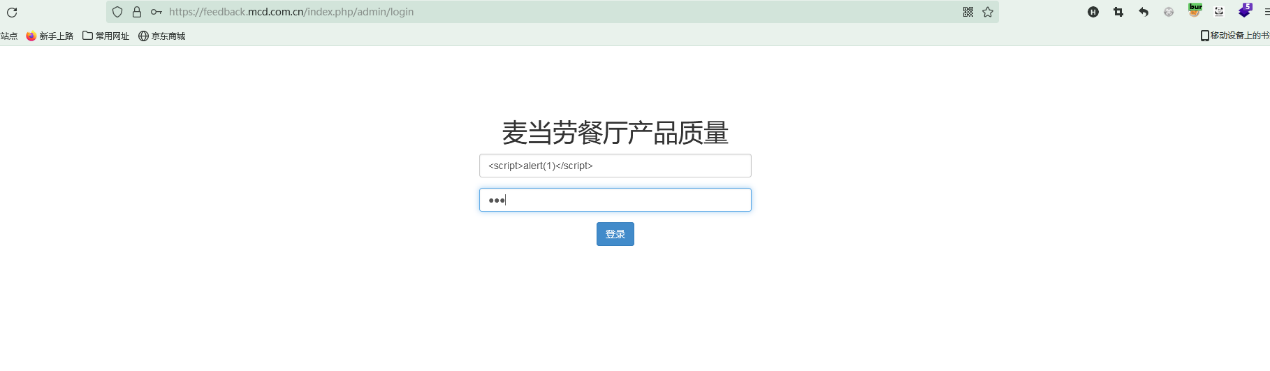 https://feedback.mcd.com.cn/index.php/admin/login
站点 新手上路 常用网址 京东商城 移动设备上的书
麦当劳餐厅产品质量
<script>alert(1)</script>
●●●
登录